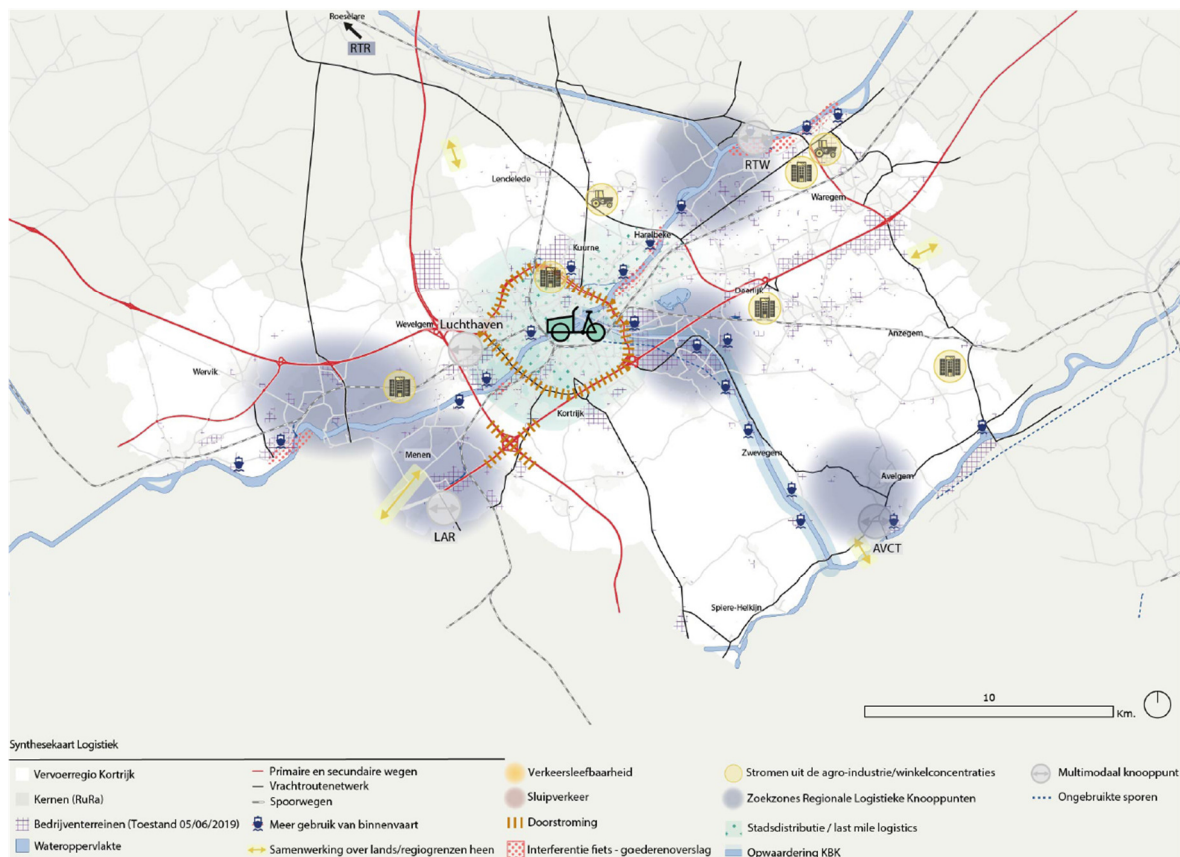 Roeselare
RTR
Lendelede
RTW
Waregem
Harelbeke
Kuurne
Deerlijk
Wevelgem
Luchthaven
Anzegem
Wervik
Kortrijk
Menen
Zwevegem
Avelgem
LAR
AVCT
Spiere-Helkijn
10
Km.
Synthesekaart Logistiek
Vervoerregio Kortrijk
Kernen (RuRa)
Bedrijventerreinen (Toestand 05/06/2019)
Wateroppervlakte
Primaire en secundaire wegen
Vrachtroutenetwerk
Spoorwegen
Meer gebruik van binnenvaart
Samenwerking over lands/regiogrenzen heen
Verkeersleefbaarheid
Sluipverkeer
Doorstroming
Interferentie fiets - goederenoverslag
Stromen uit de agro-industrie/winkelconcentraties
Zoekzones Regionale Logistieke Knooppunten
Stadsdistributie / last mile logistics
Opwaardering KBK
Multimodaal knooppunt
Ongebruikte sporen